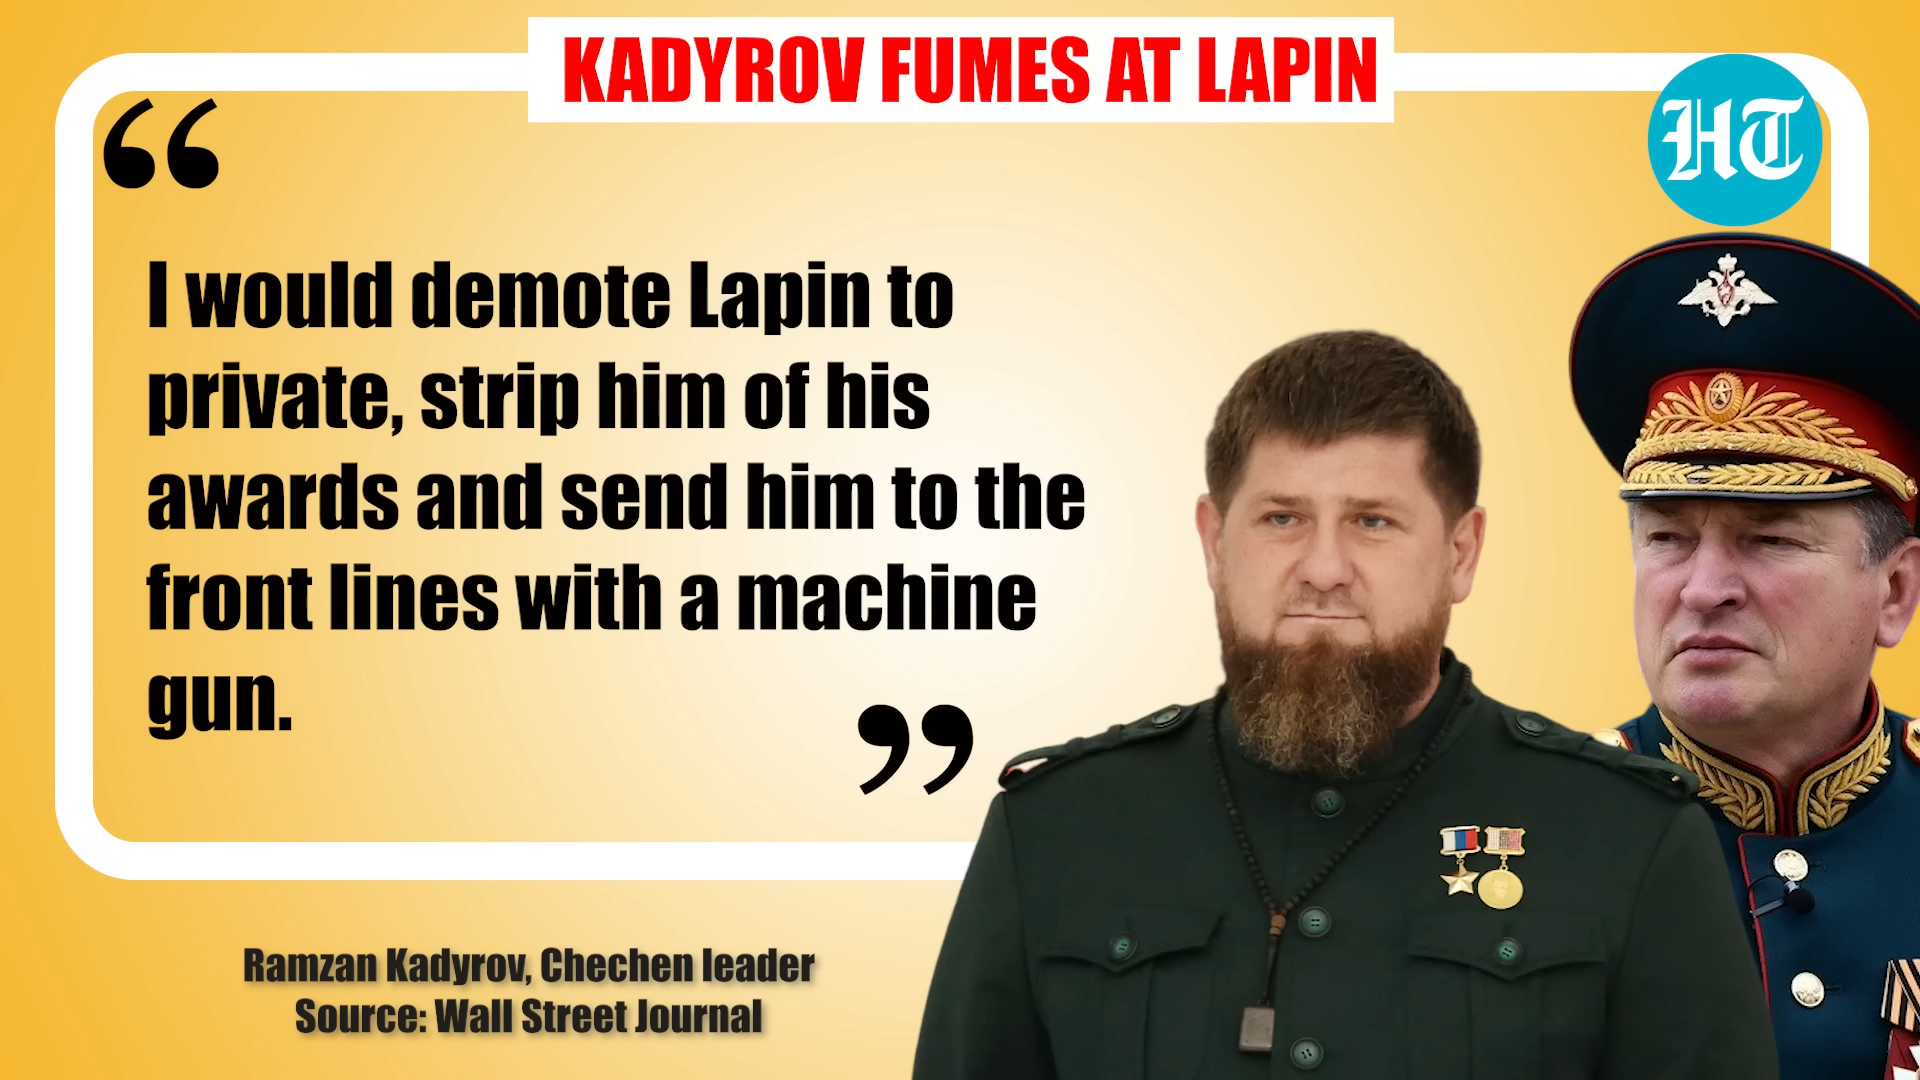 KADYROV FUMES AT LAPIN
HT
“
I would demote Lapin to
private, strip him of his
awards and send him to the
front lines with a machine
gun.
”
Ramzan Kadyrov, Chechen leader
Source: Wall Street Journal